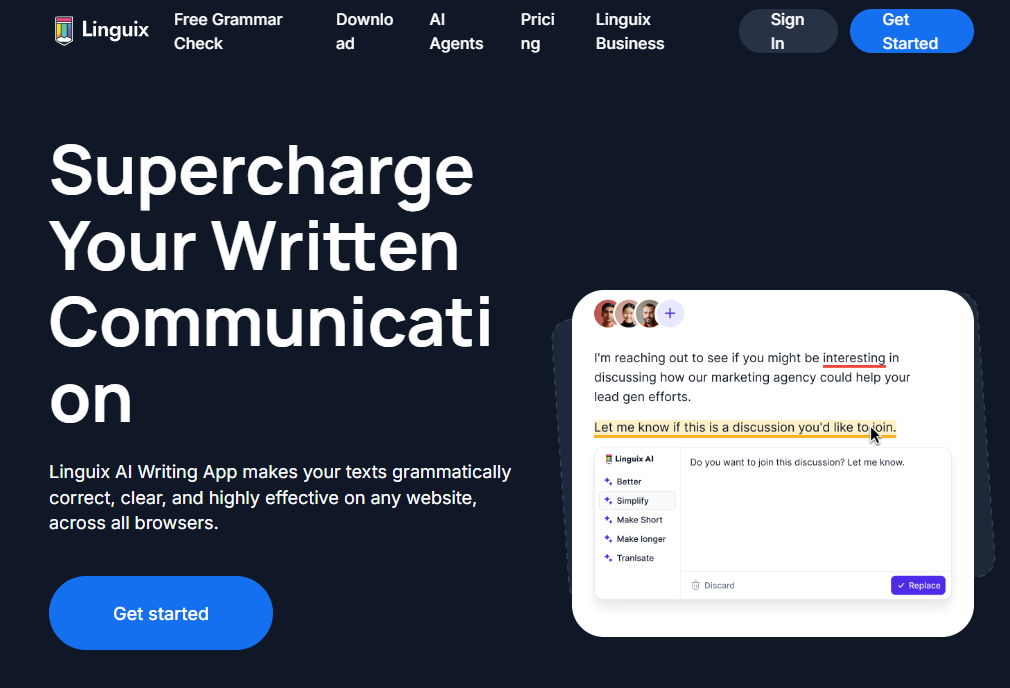 Linguix
Free Grammar
Check
Downlo
ad
AI
Agents
Prici
ng
Linguix
Business
Sign
In
Get
Started
Supercharge
Your Written
Communicati
on
Linguix AI Writing App makes your texts grammatically
correct, clear, and highly effective on any website,
across all browsers.
Get started
+
I'm reaching out to see if you might be interesting in
discussing how our marketing agency could help your
lead gen efforts.
Let me know if this is a discussion you'd like to join.
Linguix AI
Better
Simplify
Make Short
Make longer
Tranlsate
Do you want to join this discussion? Let me know.
Discard
Replace